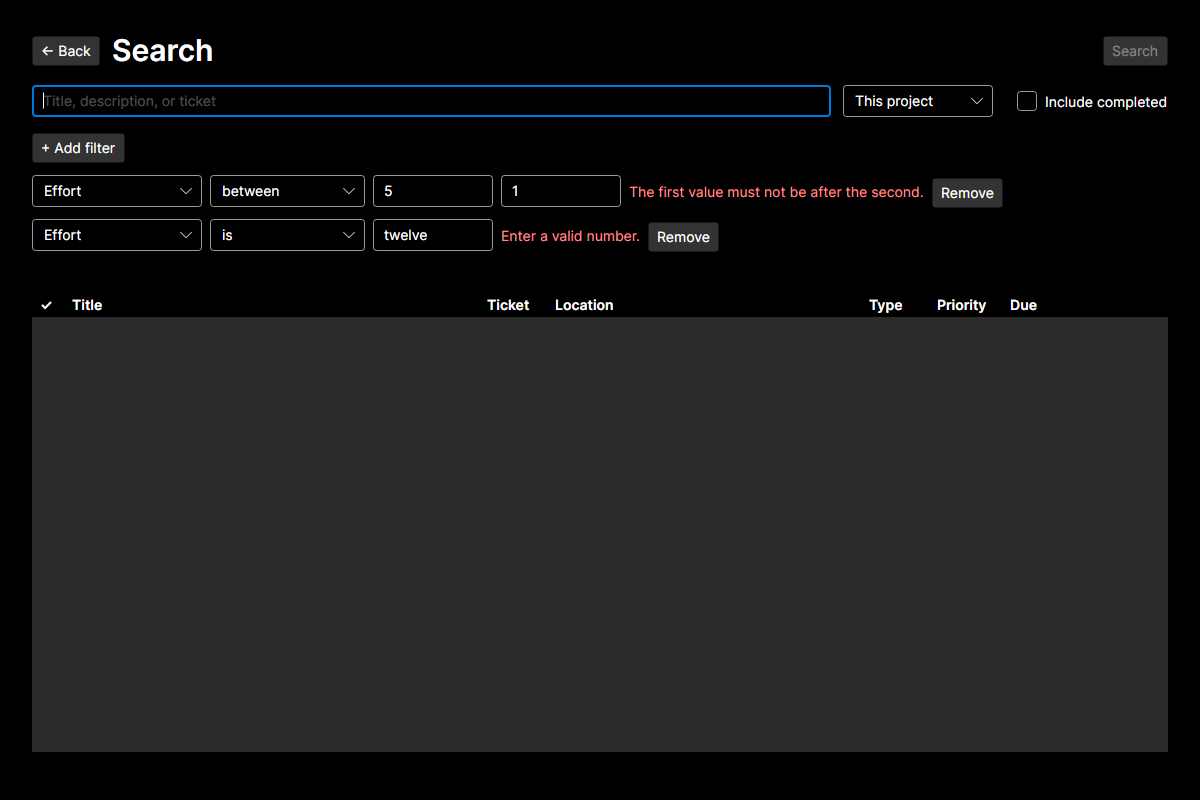 ← Back Search Search
Title, description, or ticket This project Include completed
+ Add filter
Effort between 5 1 The first value must not be after the second. Remove
Effort is twelve Enter a valid number. Remove
✓ Title Ticket Location Type Priority Due